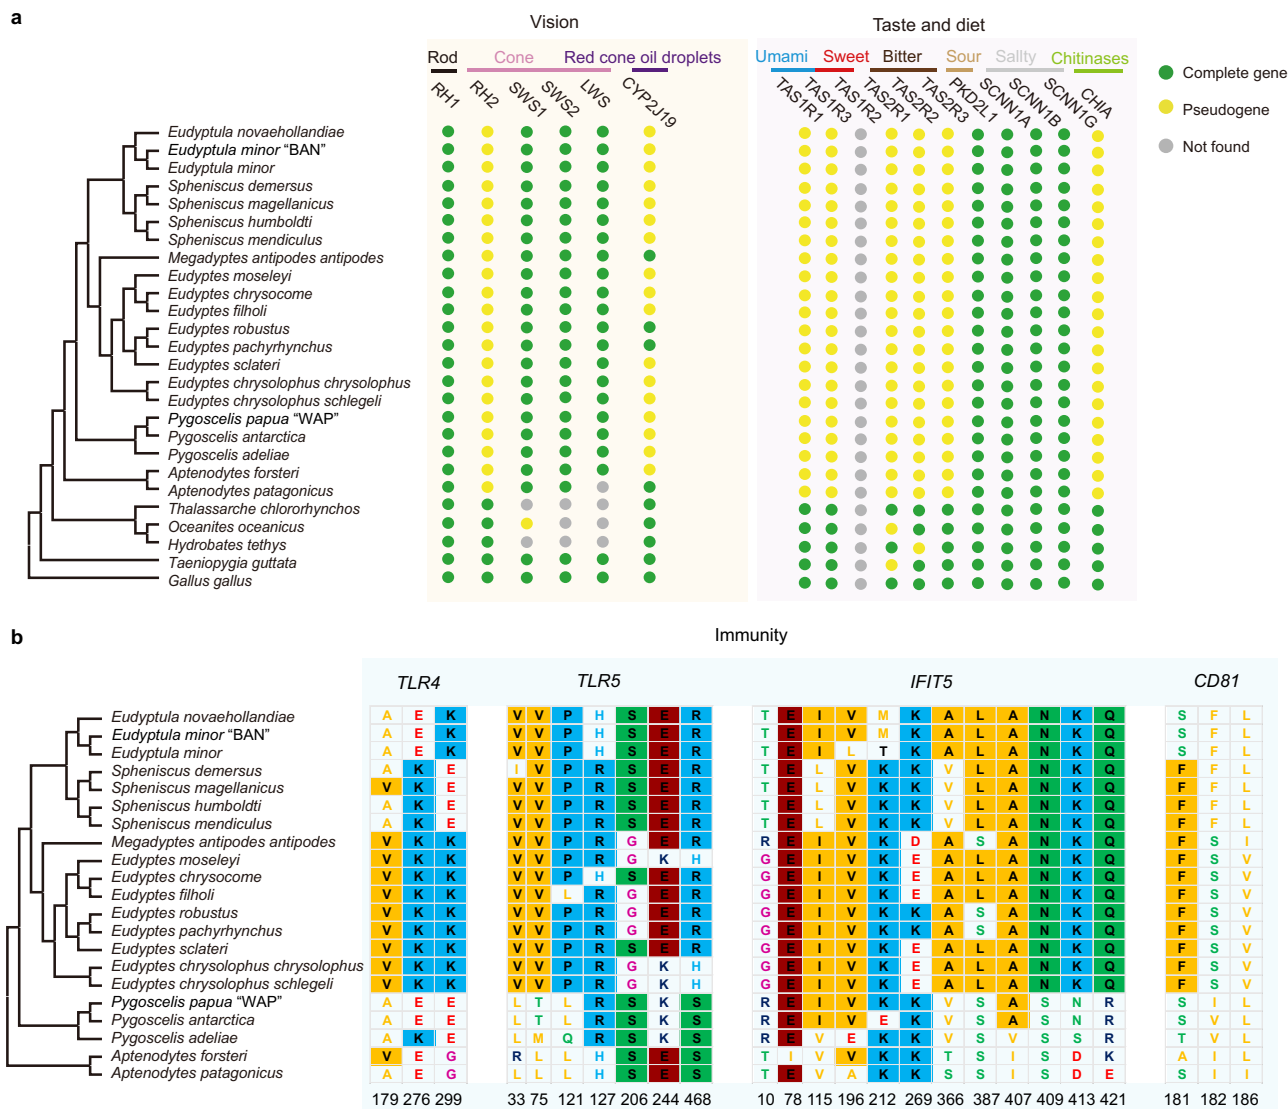 a
Vision
Taste and diet
Rod Cone Red cone oil droplets
Umami Sweet Bitter Sour Sallty Chitinases
RH1 RH2 SWS1 SWS2 LWS CYP2J19
TAS1R1 TAS1R3 TAS1R2 TAS2R1 TAS2R2 TAS2R3 PKD2L1 SCNN1A SCNN1B SCNN1G CHIA
Complete gene
Pseudogene
Not found
Eudyptula novaehollandiae
Eudyptula minor “BAN”
Eudyptula minor
Spheniscus demersus
Spheniscus magellanicus
Spheniscus humboldti
Spheniscus mendiculus
Megadyptes antipodes antipodes
Eudyptes moseleyi
Eudyptes chrysocome
Eudyptes filholi
Eudyptes robustus
Eudyptes pachyrhynchus
Eudyptes sclateri
Eudyptes chrysolophus chrysolophus
Eudyptes chrysolophus schlegeli
Pygoscelis papua “WAP”
Pygoscelis antarctica
Pygoscelis adeliae
Aptenodytes forsteri
Aptenodytes patagonicus
Thalassarche chlororhynchos
Oceanites oceanicus
Hydrobates tethys
Taeniopygia guttata
Gallus gallus
b
Immunity
TLR4 TLR5 IFIT5 CD81
Eudyptula novaehollandiae A E K V V P H S E R T E I V M K A L A N K Q S F L
Eudyptula minor “BAN” A E K V V P H S E R T E I V M K A L A N K Q S F L
Eudyptula minor A E K V V P H S E R T E I L T K A L A N K Q S F L
Spheniscus demersus A K E I V P R S E R T E L V K K V L A N K Q F F L
Spheniscus magellanicus V K E V V P R S E R T E L V K K V L A N K Q F F L
Spheniscus humboldti A K E V V P R S E R T E L V K K V L A N K Q F F L
Spheniscus mendiculus A K E V V P R S E R T E L V K K V L A N K Q F F L
Megadyptes antipodes antipodes V K K V V P R G E R R E I V K D A S A N K Q F S I
Eudyptes moseleyi V K K V V P R G K H G E I V K E A L A N K Q F S V
Eudyptes chrysocome V K K V V P H S E R G E I V K E A L A N K Q F S V
Eudyptes filholi V K K V V L R G E R G E I V K E A L A N K Q F S V
Eudyptes robustus V K K V V P R G E R G E I V K K A S A N K Q F S V
Eudyptes pachyrhynchus V K K V V P R G E R G E I V K K A S A N K Q F S V
Eudyptes sclateri V K K V V P R S E R G E I V K E A L A N K Q F S V
Eudyptes chrysolophus chrysolophus V K K V V P R G K H G E I V K E A L A N K Q F S V
Eudyptes chrysolophus schlegeli V K K V V P R G K H G E I V K E A L A N K Q F S V
Pygoscelis papua “WAP” A E E L T L R S K S R E I V K K V S A S N R S I L
Pygoscelis antarctica A E E L T L R S K S R E I V E K V S A S N R S V L
Pygoscelis adeliae A K E L M Q R S K S R E V E K K V S V S S R T V L
Aptenodytes forsteri V E G R L L H S E S T I V V K K T S I S D K A I L
Aptenodytes patagonicus A E G L L L H S E S T E V A K K S S I S D E S I I
179 276 299 33 75 121 127 206 244 468 10 78 115 196 212 269 366 387 407 409 413 421 181 182 186